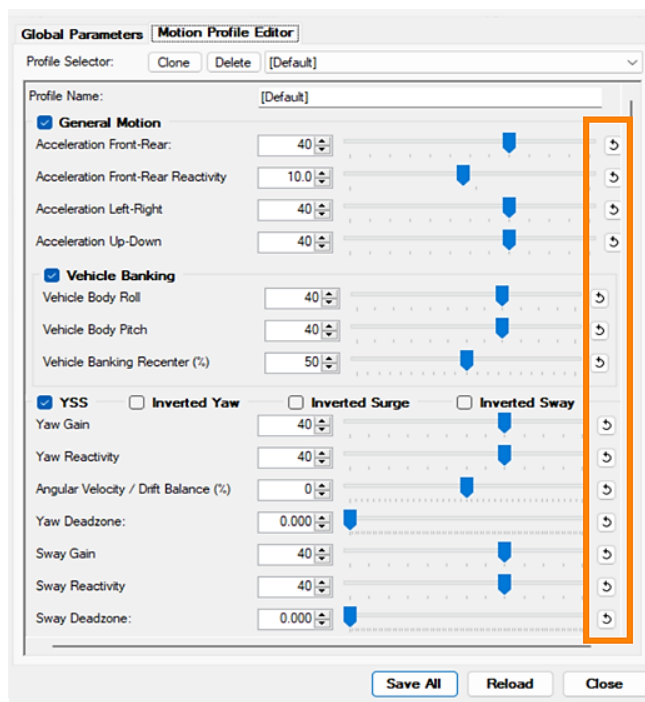 Global Parameters Motion Profile Editor
Profile Selector: Clone Delete [Default]
Profile Name: [Default]
General Motion
Acceleration Front-Rear: 40
Acceleration Front-Rear Reactivity 10.0
Acceleration Left-Right 40
Acceleration Up-Down 40
Vehicle Banking
Vehicle Body Roll 40
Vehicle Body Pitch 40
Vehicle Banking Recenter (%) 50
YSS Inverted Yaw Inverted Surge Inverted Sway
Yaw Gain 40
Yaw Reactivity 40
Angular Velocity / Drift Balance (%) 0
Yaw Deadzone: 0.000
Sway Gain 40
Sway Reactivity 40
Sway Deadzone: 0.000
Save All Reload Close